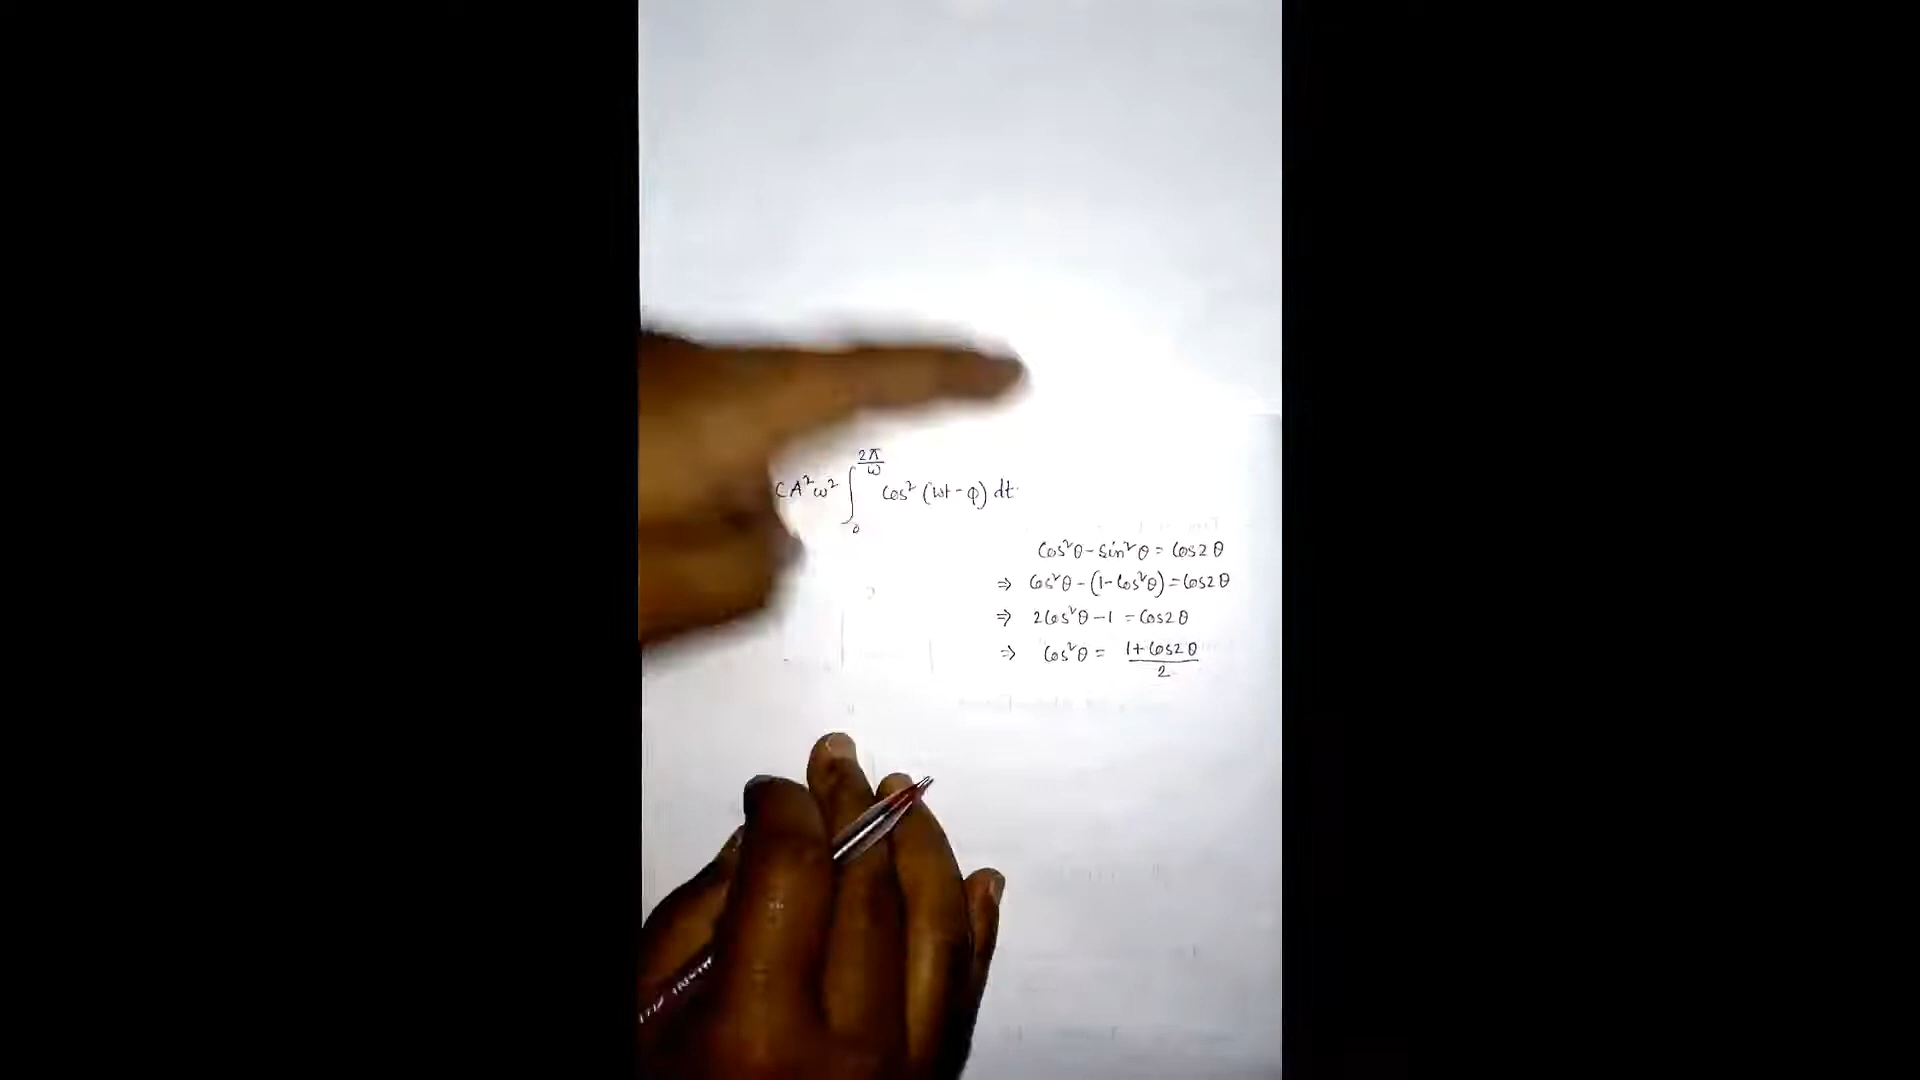 CA²ω² ∫₀^(2π/ω) Cos² (ωt - φ) dt
Cos²θ - Sin²θ = Cos2θ
⇒ Cos²θ - (1 - Cos²θ) = Cos2θ
⇒ 2Cos²θ - 1 = Cos2θ
⇒ Cos²θ = (1 + Cos2θ)/2